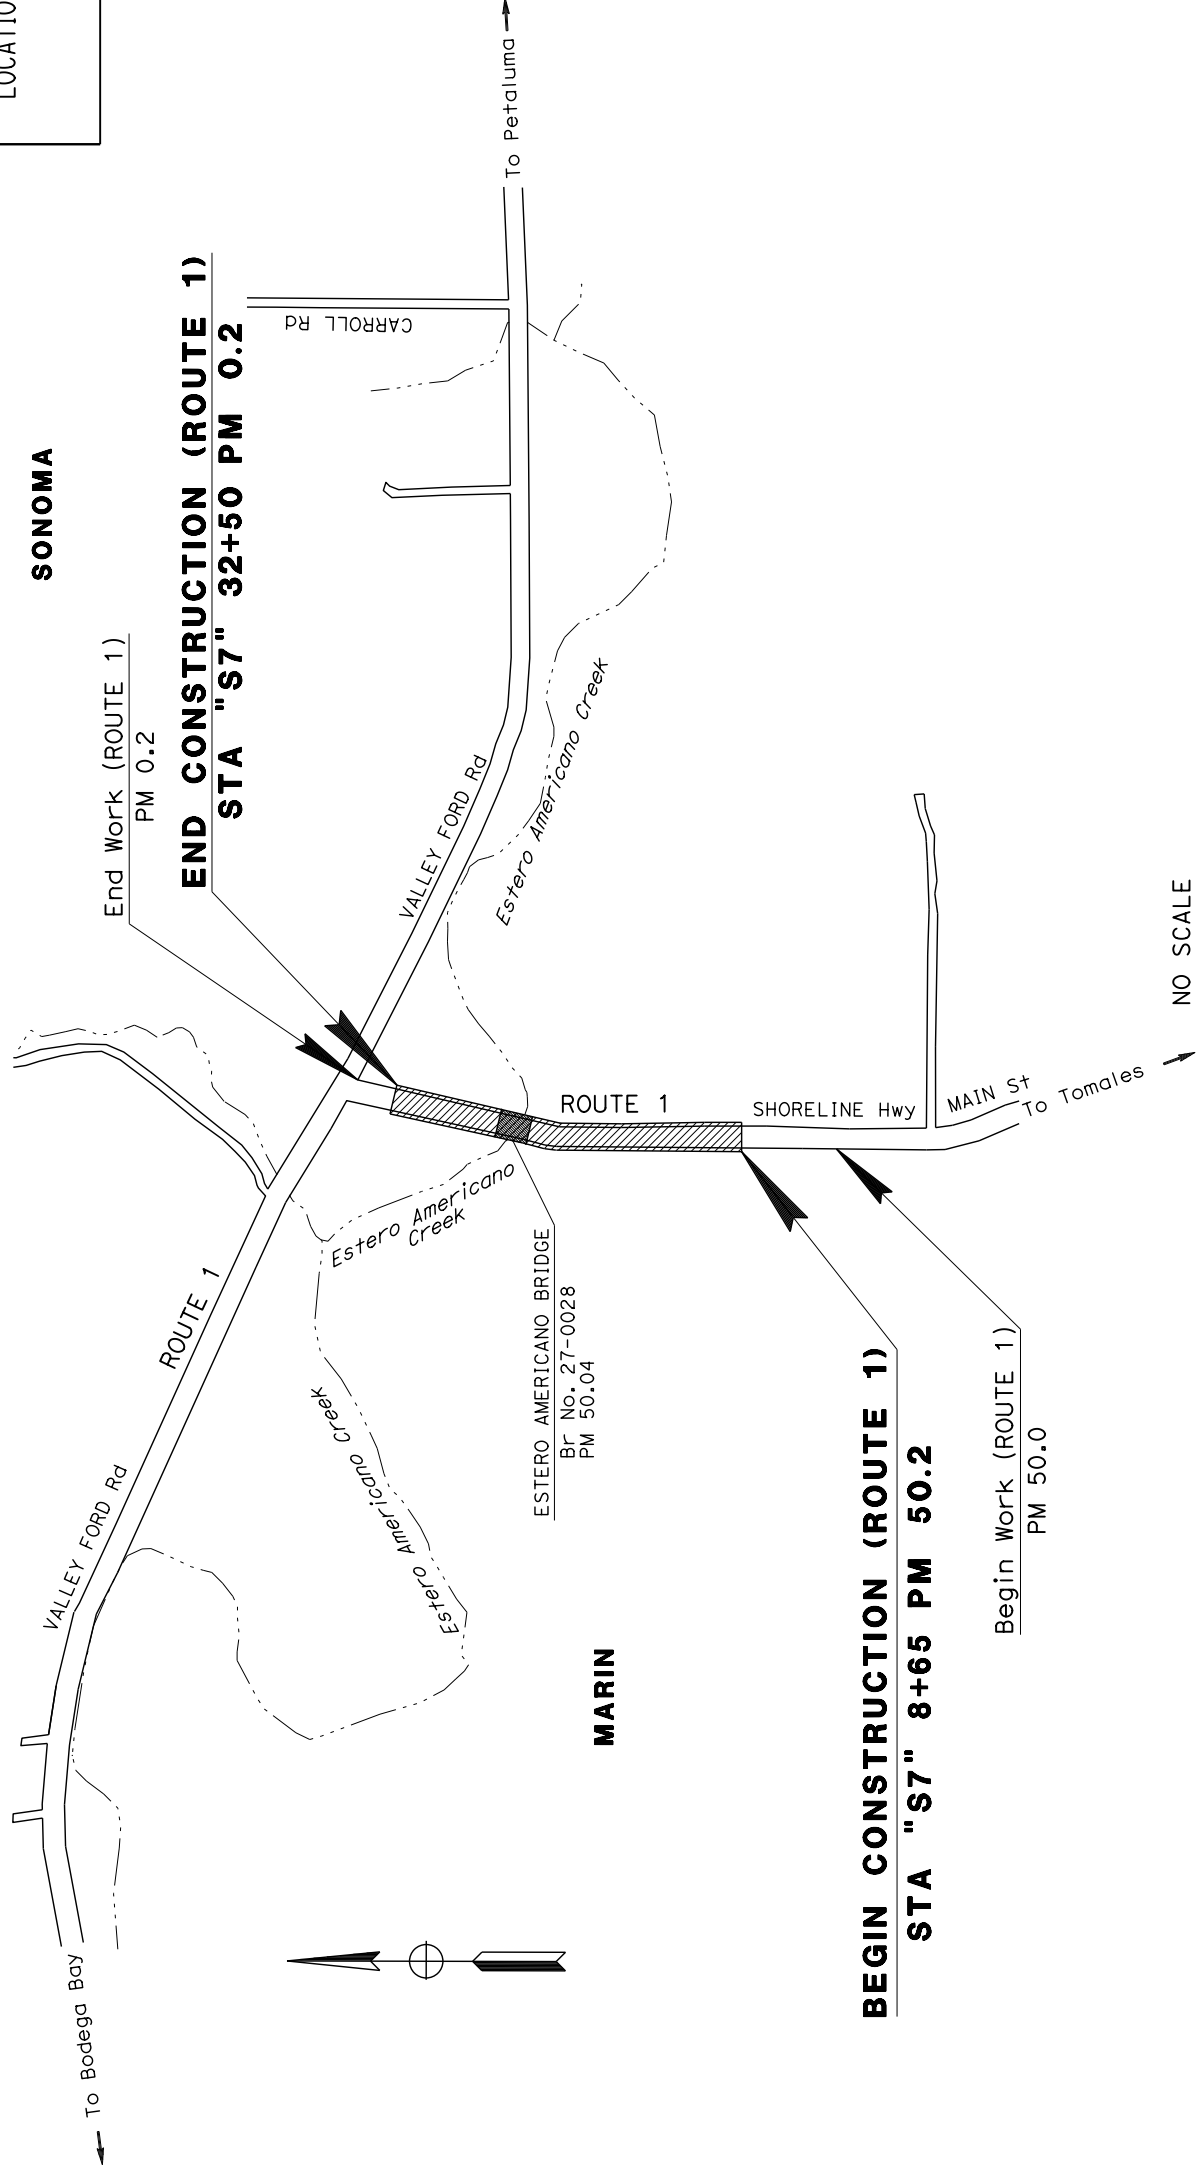 LOCATIO
SONOMA
End Work (ROUTE 1)
PM 0.2
END CONSTRUCTION (ROUTE 1)
STA "S7" 32+50 PM 0.2
CARROLL Rd
To Petaluma
VALLEY FORD Rd
Estero Americano Creek
ROUTE 1
SHORELINE Hwy
MAIN St
To Tomales
NO SCALE
Estero Americano
Creek
ROUTE 1
VALLEY FORD Rd
To Bodega Bay
Estero Americano Creek
ESTERO AMERICANO BRIDGE
Br No. 27-0028
PM 50.04
MARIN
BEGIN CONSTRUCTION (ROUTE 1)
STA "S7" 8+65 PM 50.2
Begin Work (ROUTE 1)
PM 50.0